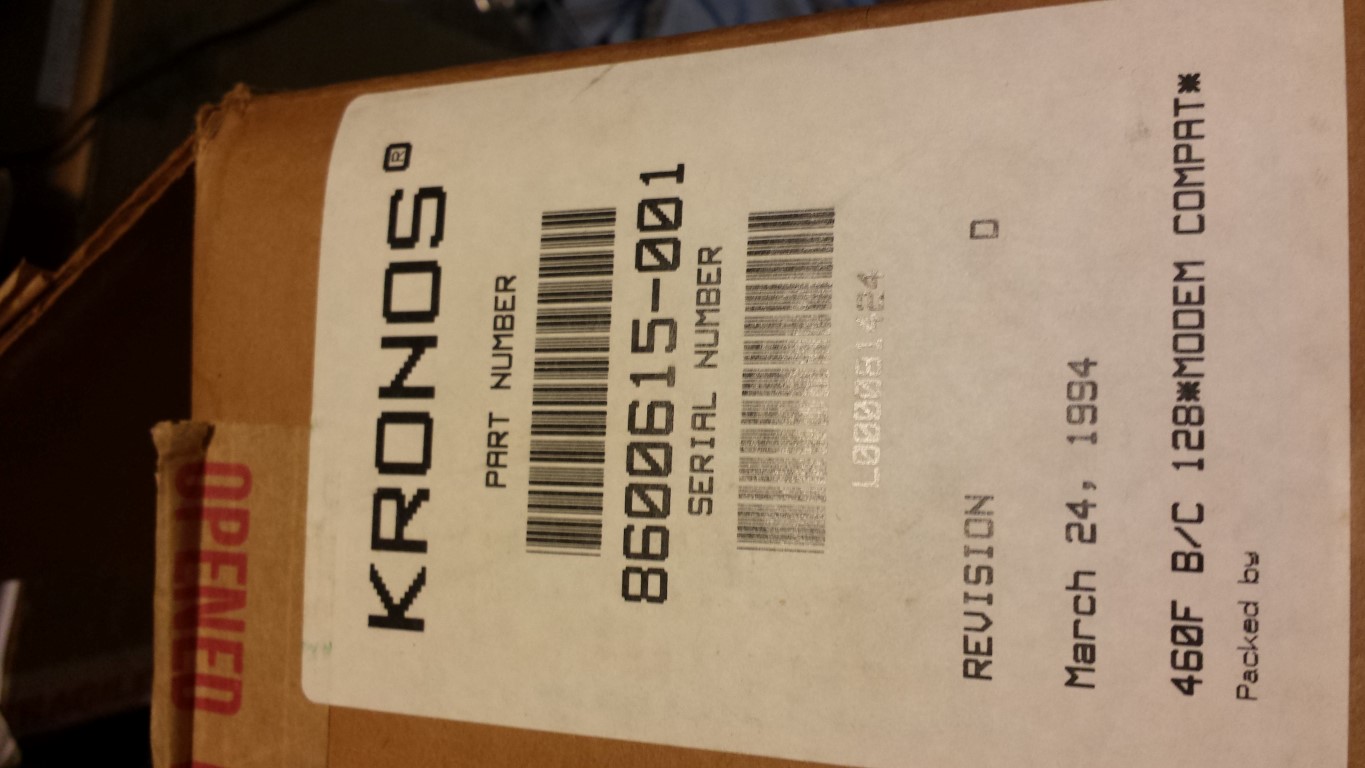 KRONOS®
PART NUMBER
8600615-001
SERIAL NUMBER
REVISION D
March 24, 1994
460F B/C 128*MODEM COMPAT*
Packed by
OPENED